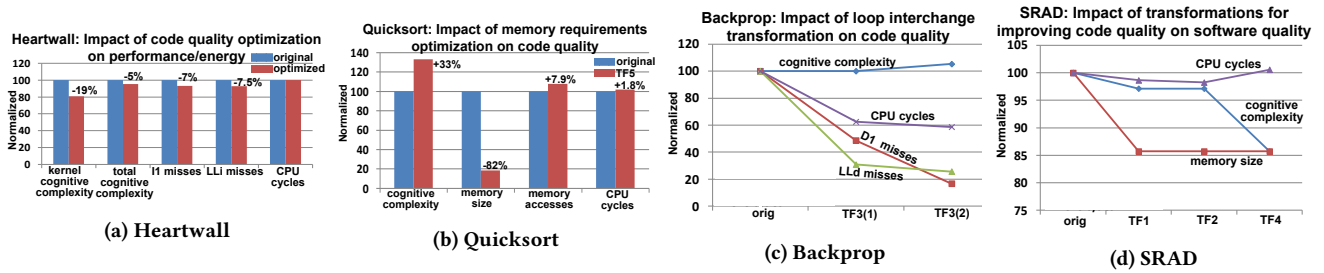 Heartwall: Impact of code quality optimization
on performance/energy
original
optimized
Normalized
120
100
80
60
40
20
0
-19%
-5%
-7%
-7.5%
kernel
cognitive
complexity
total
cognitive
complexity
I1 misses
LLi misses
CPU
cycles
(a) Heartwall
Quicksort: Impact of memory requirements
optimization on code quality
original
TF5
Normalized
140
120
100
80
60
40
20
0
+33%
-82%
+7.9%
+1.8%
cognitive
complexity
memory
size
memory
accesses
CPU
cycles
(b) Quicksort
Backprop: Impact of loop interchange
transformation on code quality
Normalized
120
100
80
60
40
20
0
cognitive complexity
CPU cycles
D1 misses
LLd misses
orig
TF3(1)
TF3(2)
(c) Backprop
SRAD: Impact of transformations for
improving code quality on software quality
Normalized
105
100
95
90
85
80
75
CPU cycles
cognitive
complexity
memory size
orig
TF1
TF2
TF4
(d) SRAD